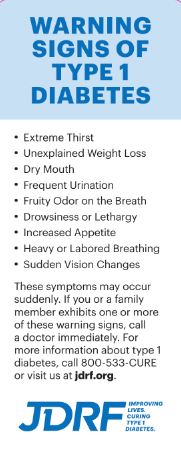 WARNING
SIGNS OF
TYPE 1
DIABETES
• Extreme Thirst
• Unexplained Weight Loss
• Dry Mouth
• Frequent Urination
• Fruity Odor on the Breath
• Drowsiness or Lethargy
• Increased Appetite
• Heavy or Labored Breathing
• Sudden Vision Changes
These symptoms may occur
suddenly. If you or a family
member exhibits one or more
of these warning signs, call
a doctor immediately. For
more information about type 1
diabetes, call 800-533-CURE
or visit us at jdrf.org.
JDRF
IMPROVING
LIVES.
CURING
TYPE 1
DIABETES.